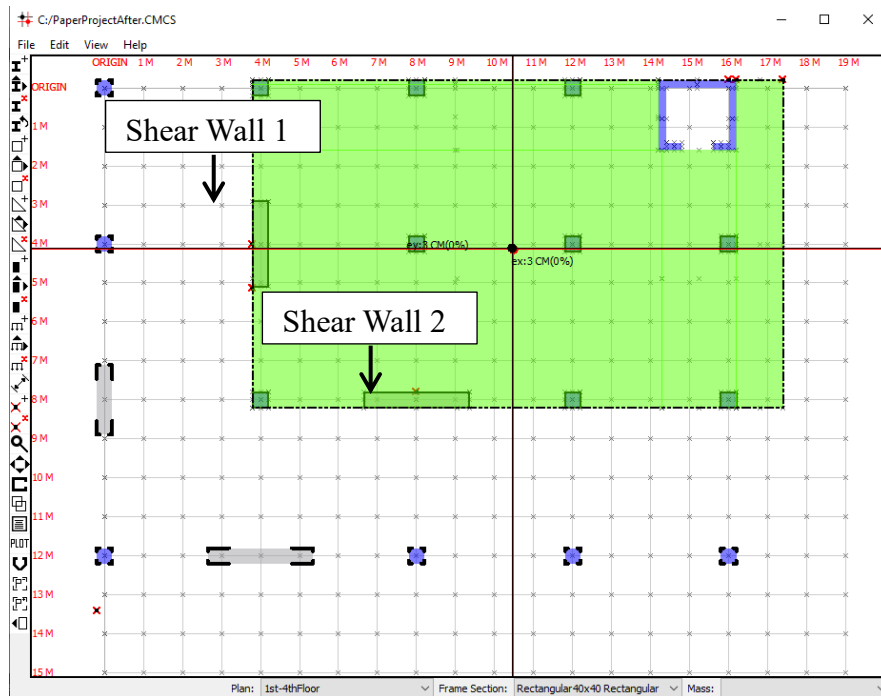 C:/PaperProjectAfter.CMCS
File Edit View Help
ORIGIN 1 M 2 M 3 M 4 M 5 M 6 M 7 M 8 M 9 M 10 M 11 M 12 M 13 M 14 M 15 M 16 M 17 M 18 M 19 M
ORIGIN
1 M
Shear Wall 1
2 M
3 M
4 M
ex:3 CM(0%)
ex:3 CM(0%)
5 M
6 M
Shear Wall 2
7 M
8 M
9 M
10 M
11 M
12 M
13 M
14 M
15 M
PLOT
Plan: 1st-4thFloor Frame Section: Rectangular40x40 Rectangular Mass: